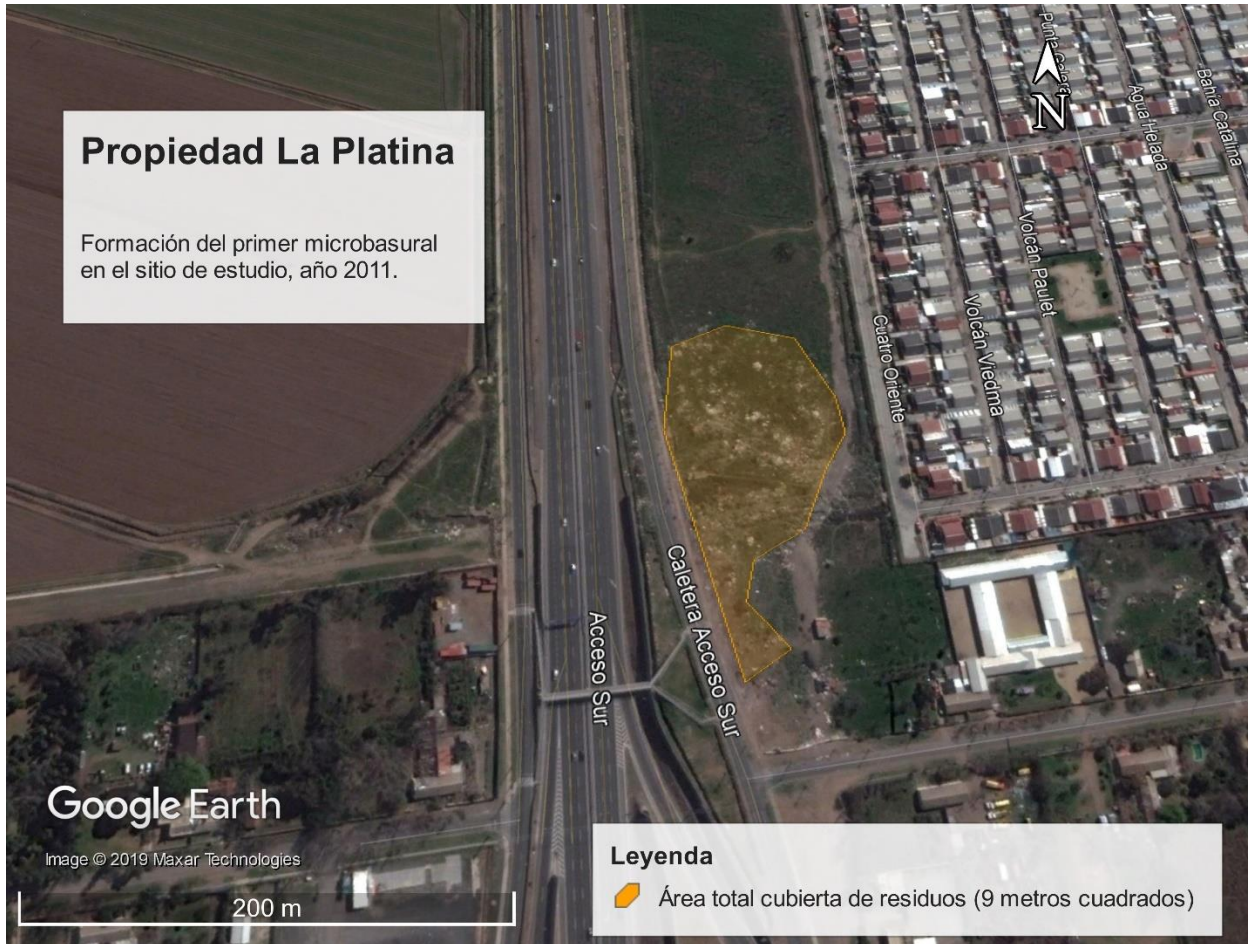 Propiedad La Platina
Formación del primer microbasural
en el sitio de estudio, año 2011.
N
Punta Galera
Agua Helada
Bahía Catalina
Volcán Paulet
Volcán Viedma
Cuatro Oriente
Caletera Acceso Sur
Acceso Sur
Google Earth
Image © 2019 Maxar Technologies
200 m
Leyenda
Área total cubierta de residuos (9 metros cuadrados)